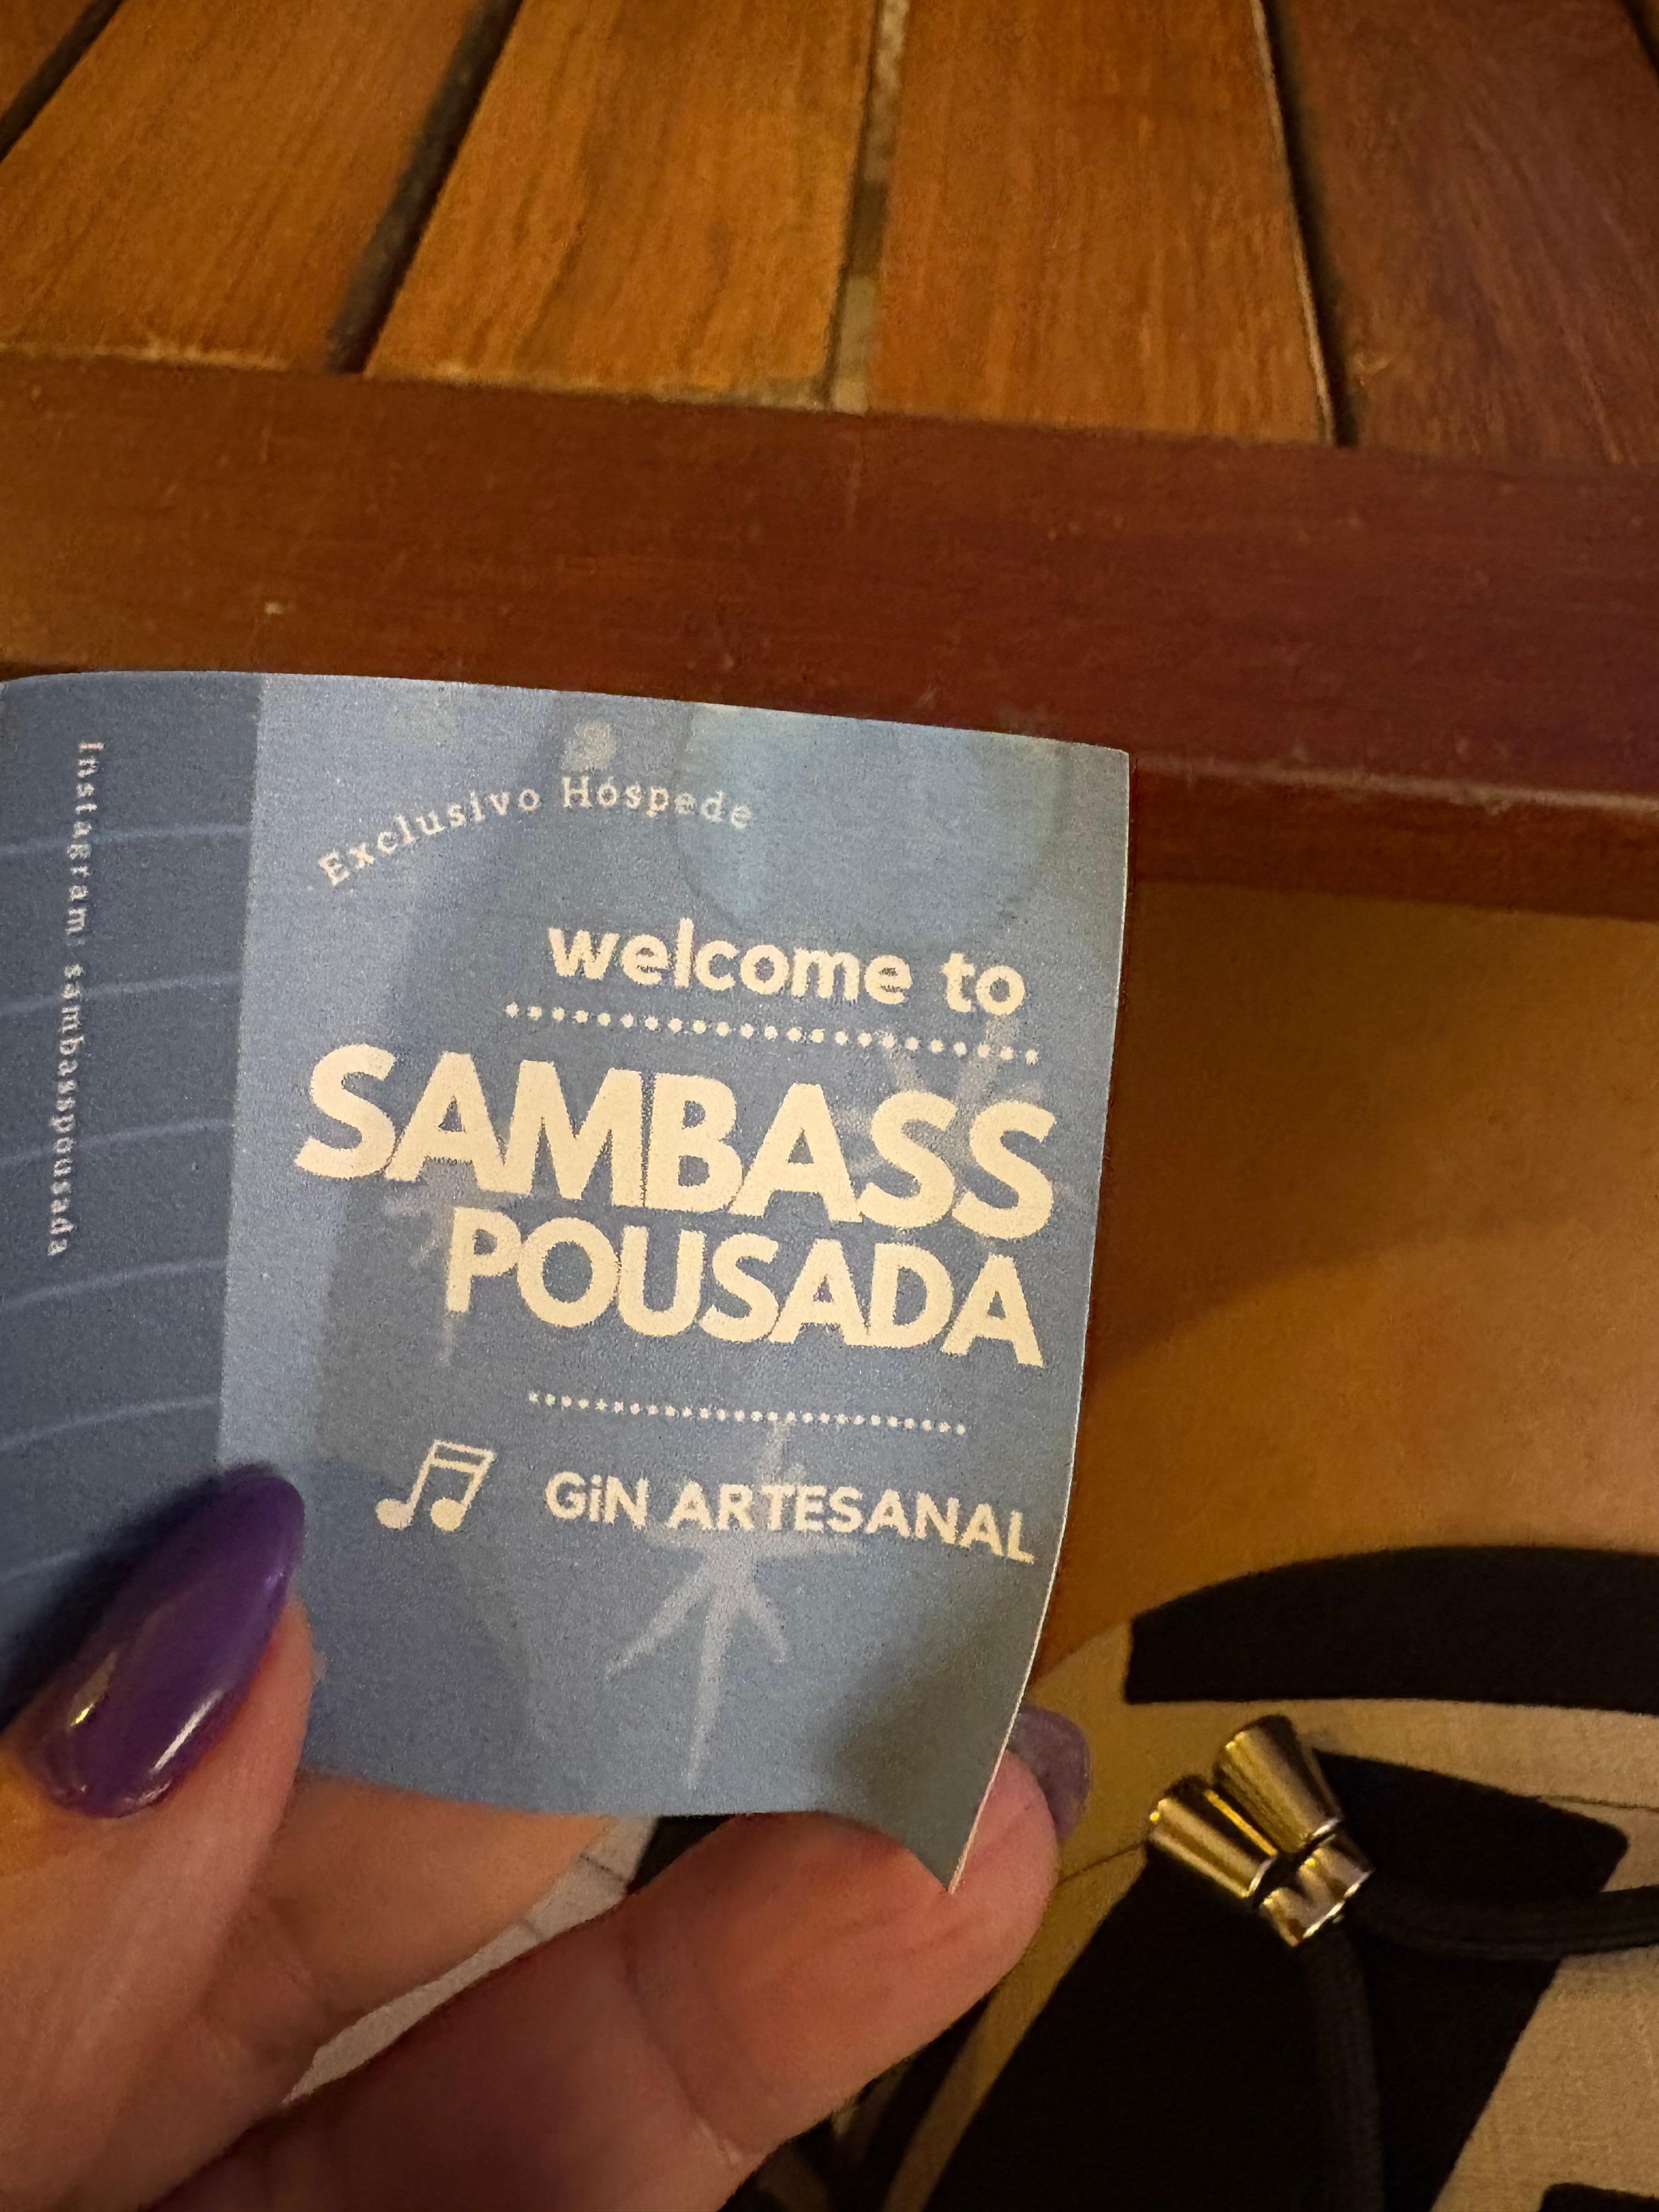 Instagram: sambasspousada
Exclusivo Hóspede
welcome to
SAMBASS
POUSADA
GiN ARTESANAL